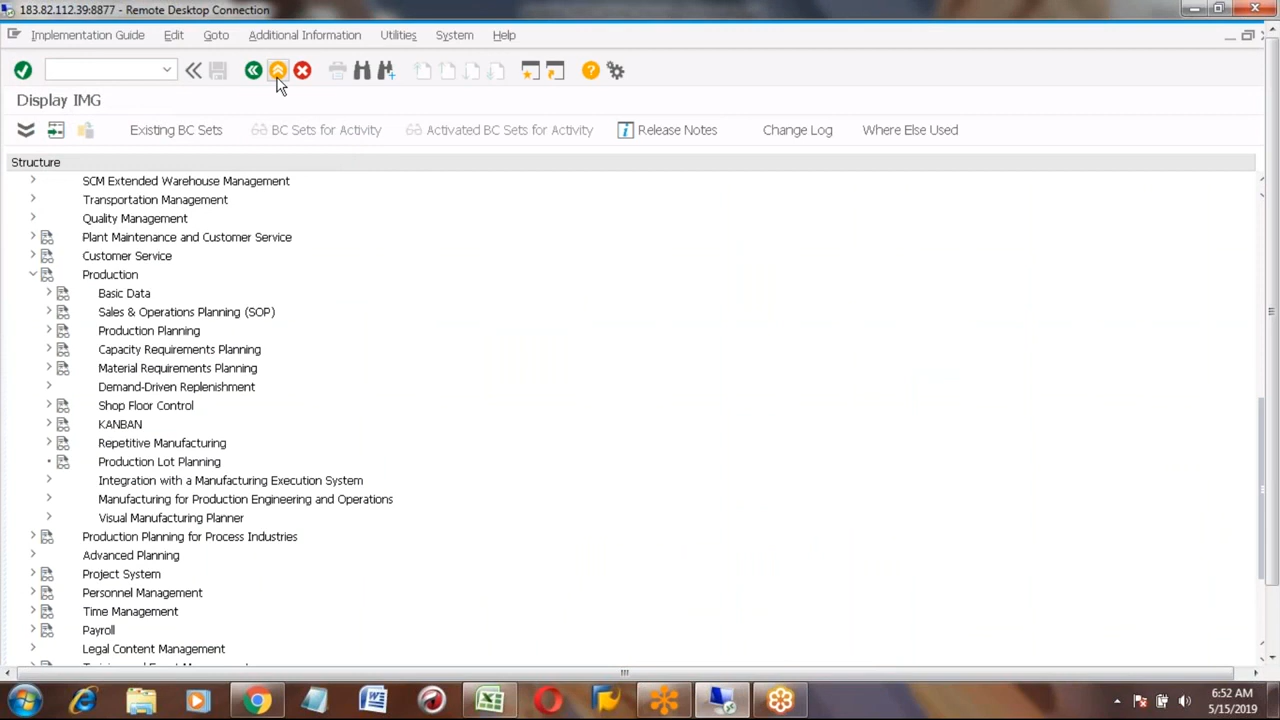 183.82.112.39:8877 - Remote Desktop Connection
Implementation Guide Edit Goto Additional Information Utilities System Help
Display IMG
Existing BC Sets BC Sets for Activity Activated BC Sets for Activity Release Notes Change Log Where Else Used
Structure
SCM Extended Warehouse Management
Transportation Management
Quality Management
Plant Maintenance and Customer Service
Customer Service
Production
Basic Data
Sales & Operations Planning (SOP)
Production Planning
Capacity Requirements Planning
Material Requirements Planning
Demand-Driven Replenishment
Shop Floor Control
KANBAN
Repetitive Manufacturing
Production Lot Planning
Integration with a Manufacturing Execution System
Manufacturing for Production Engineering and Operations
Visual Manufacturing Planner
Production Planning for Process Industries
Advanced Planning
Project System
Personnel Management
Time Management
Payroll
Legal Content Management
6:52 AM
5/15/2019